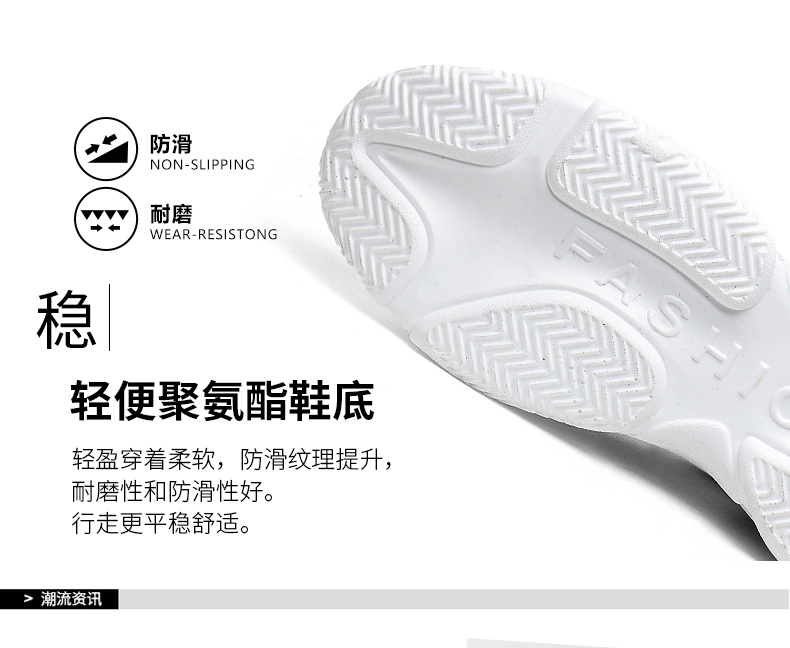 防滑
NON-SLIPPING
耐磨
WEAR-RESISTONG
稳
轻便聚氨酯鞋底
轻盈穿着柔软，防滑纹理提升，
耐磨性和防滑性好。
行走更平稳舒适。
FASHIO
> 潮流资讯